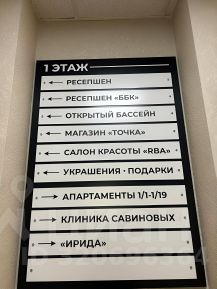 1 ЭТАЖ
← РЕСЕПШЕН
← РЕСЕПШЕН «ББК»
← ОТКРЫТЫЙ БАССЕЙН
← МАГАЗИН «ТОЧКА»
← САЛОН КРАСОТЫ «RBA»
← УКРАШЕНИЯ · ПОДАРКИ
→ АПАРТАМЕНТЫ 1/1-1/19
→ КЛИНИКА САВИНОВЫХ
→ «ИРИДА»